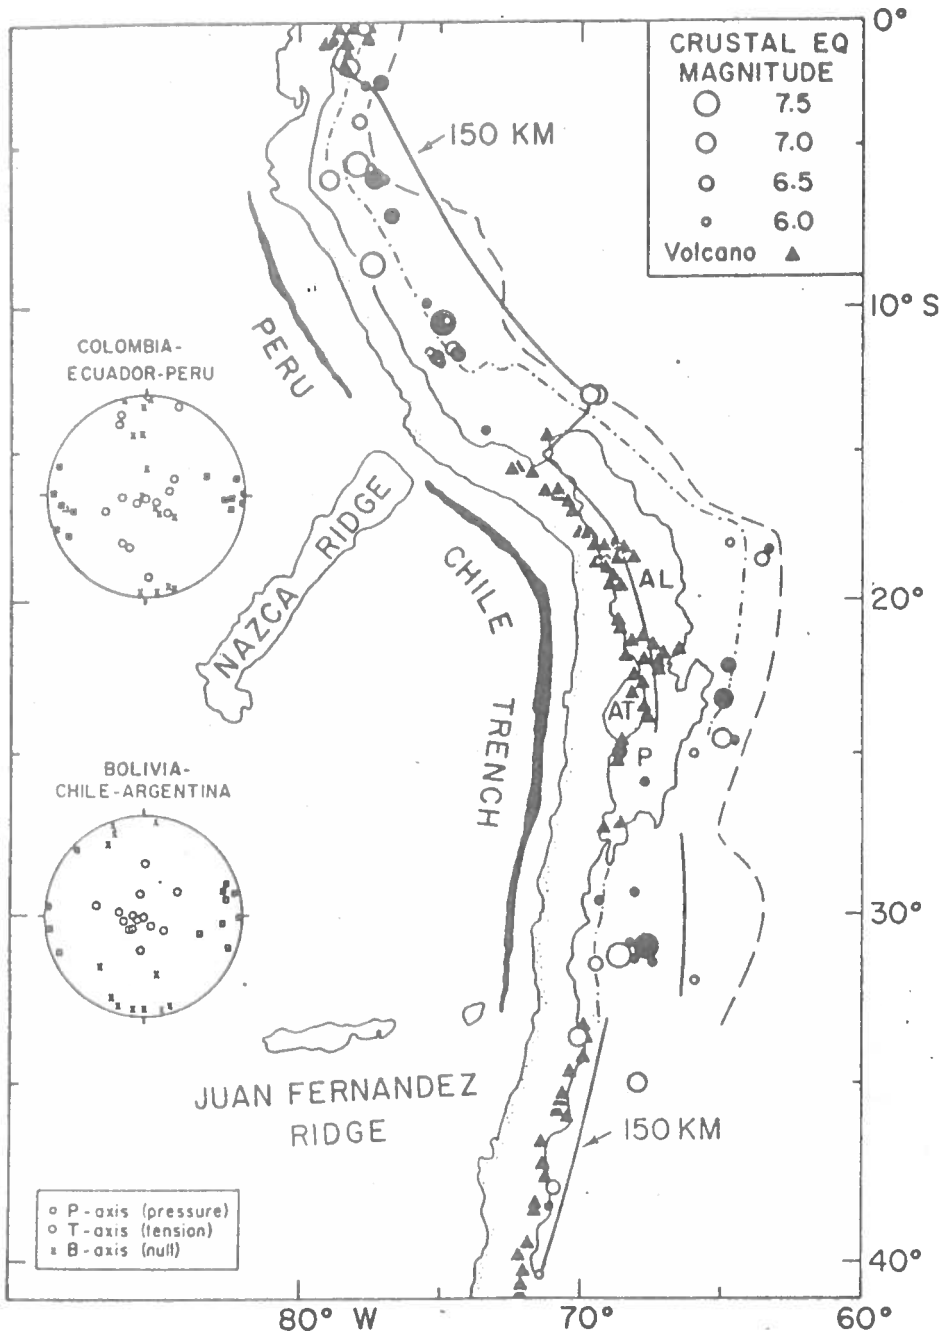 0°
CRUSTAL EQ
MAGNITUDE
7.5
7.0
6.5
6.0
Volcano
150 KM
10° S
PERU
COLOMBIA-
ECUADOR-PERU
NAZCA RIDGE
CHILE
TRENCH
AL
20°
AT
P
BOLIVIA-
CHILE-ARGENTINA
30°
JUAN FERNANDEZ
RIDGE
150 KM
P-axis (pressure)
T-axis (tension)
x B-axis (null)
40°
80° W
70°
60°